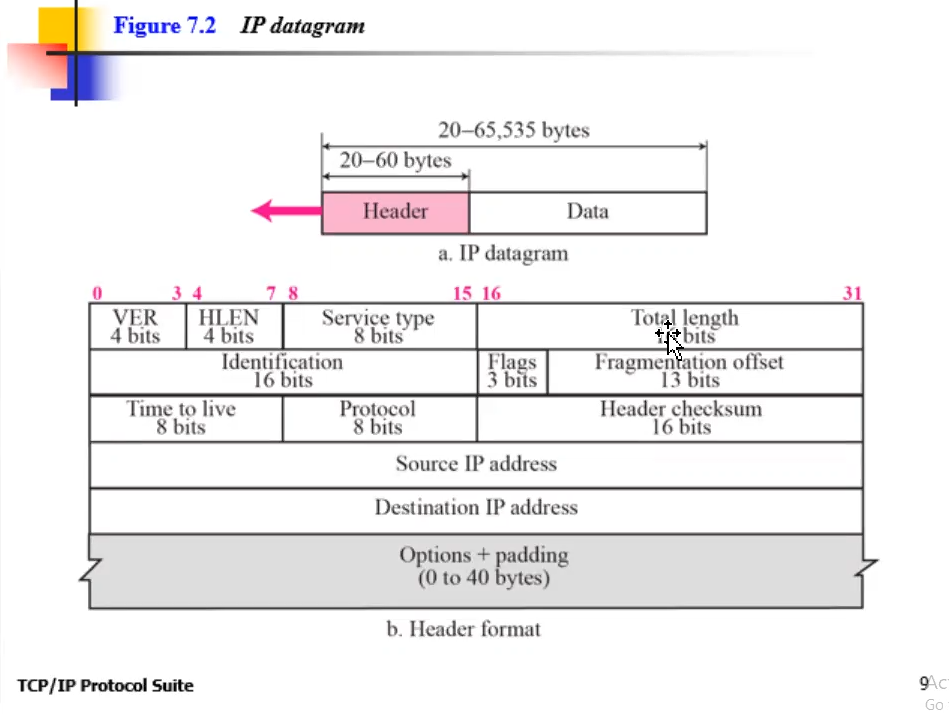 Figure 7.2 IP datagram
20–65,535 bytes
20–60 bytes
Header Data
a. IP datagram
0 3 4 7 8 15 16 31
VER HLEN Service type Total length
4 bits 4 bits 8 bits bits
Identification Flags Fragmentation offset
16 bits 3 bits 13 bits
Time to live Protocol Header checksum
8 bits 8 bits 16 bits
Source IP address
Destination IP address
Options + padding
(0 to 40 bytes)
b. Header format
TCP/IP Protocol Suite 9
Ac
Go